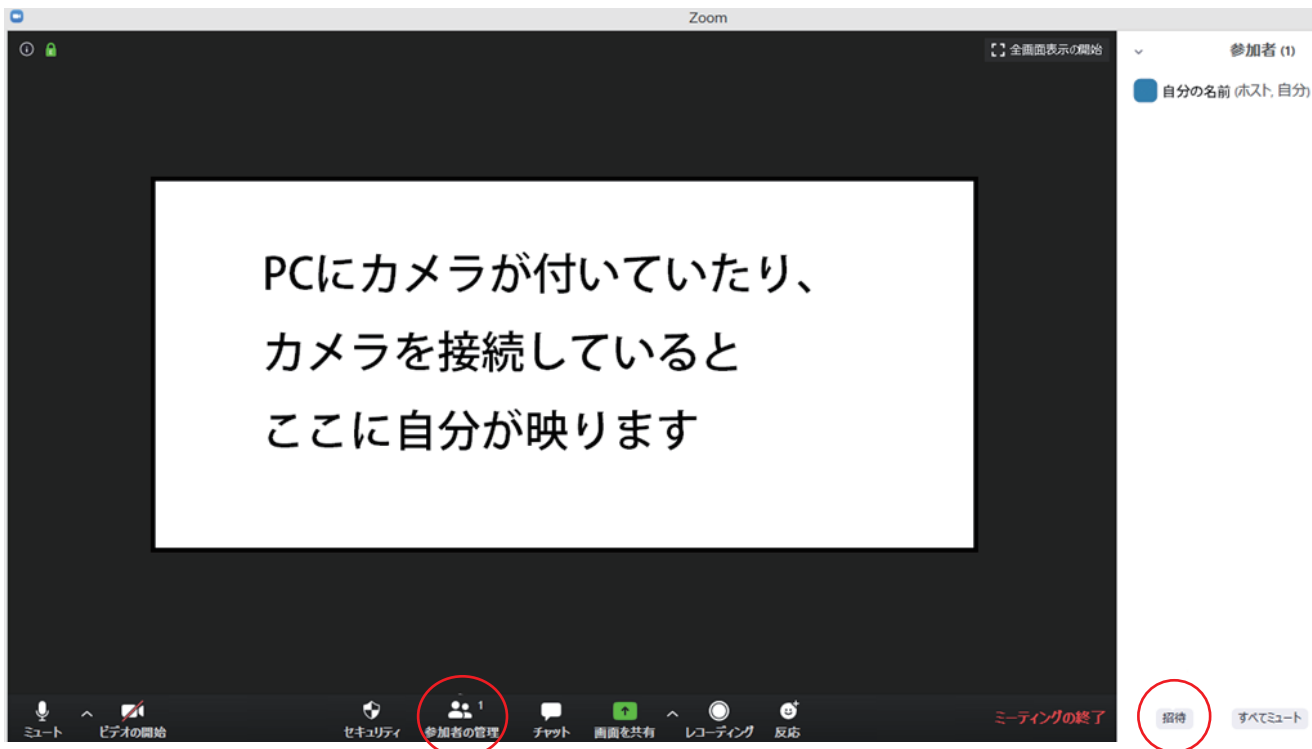 Zoom
全画面表示の開始
参加者 (1)
自分の名前 (ホスト, 自分)
PCにカメラが付いていたり、
カメラを接続していると
ここに自分が映ります
ミュート
ビデオの開始
セキュリティ
1
参加者の管理
チャット
画面を共有
レコーディング
反応
ミーティングの終了
招待
すべてミュート